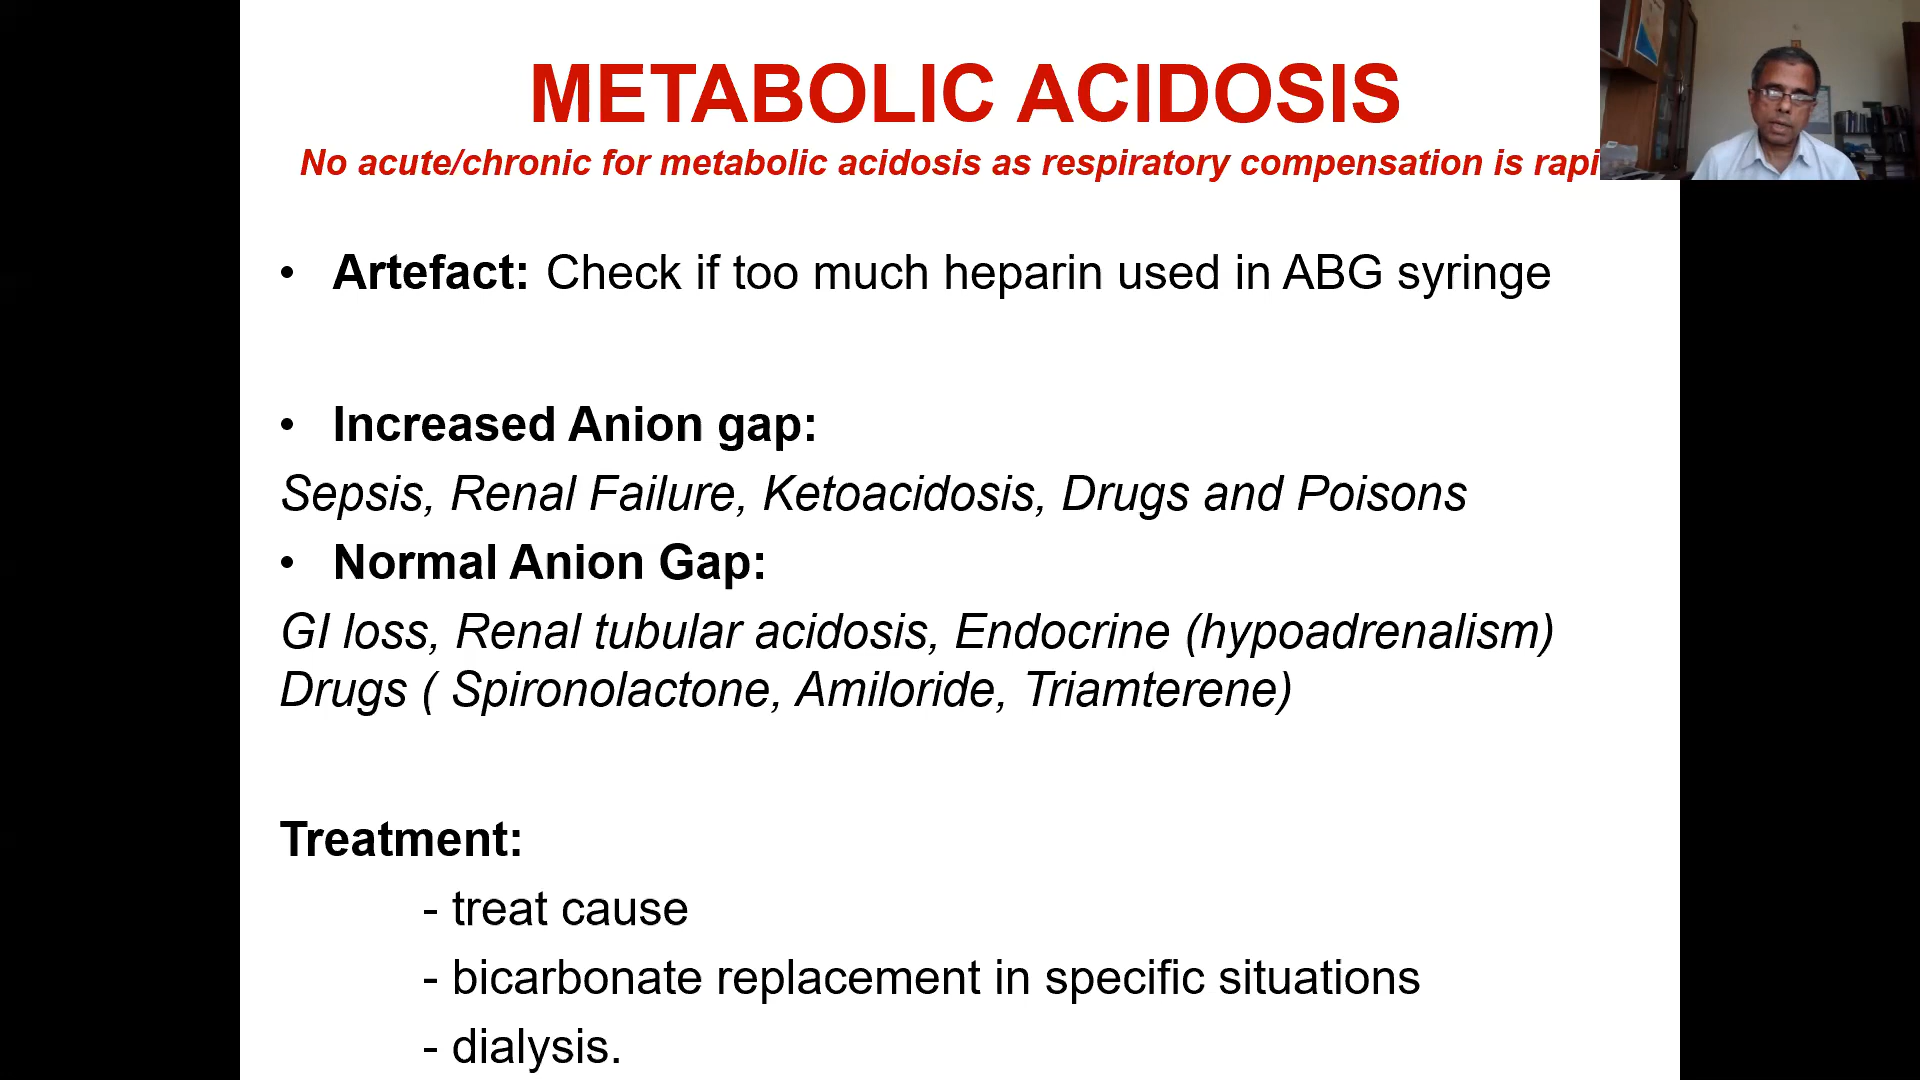 METABOLIC ACIDOSIS
No acute/chronic for metabolic acidosis as respiratory compensation is rapi
• Artefact: Check if too much heparin used in ABG syringe
• Increased Anion gap:
Sepsis, Renal Failure, Ketoacidosis, Drugs and Poisons
• Normal Anion Gap:
GI loss, Renal tubular acidosis, Endocrine (hypoadrenalism)
Drugs ( Spironolactone, Amiloride, Triamterene)
Treatment:
- treat cause
- bicarbonate replacement in specific situations
- dialysis.